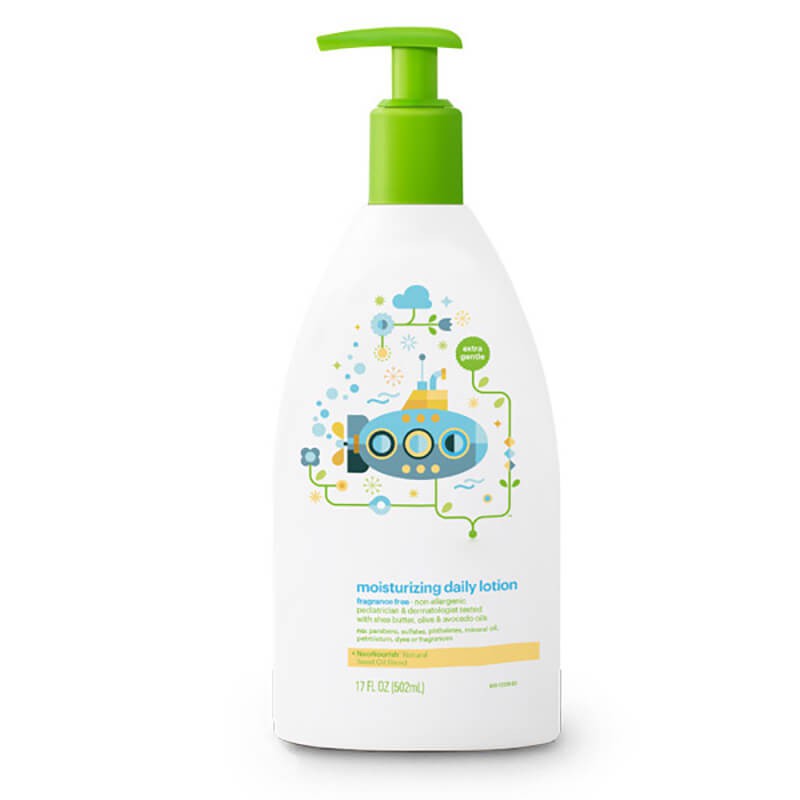 extra
gentle
moisturizing daily lotion
fragrance free · non allergenic
pediatrician & dermatologist tested
with shea butter, olive & avocado oils
no: parabens, sulfates, phthalates, mineral oil,
petrolatum, dyes or fragrances
+ NeoNourish Natural
Seed Oil Blend
17 FL OZ (502mL)